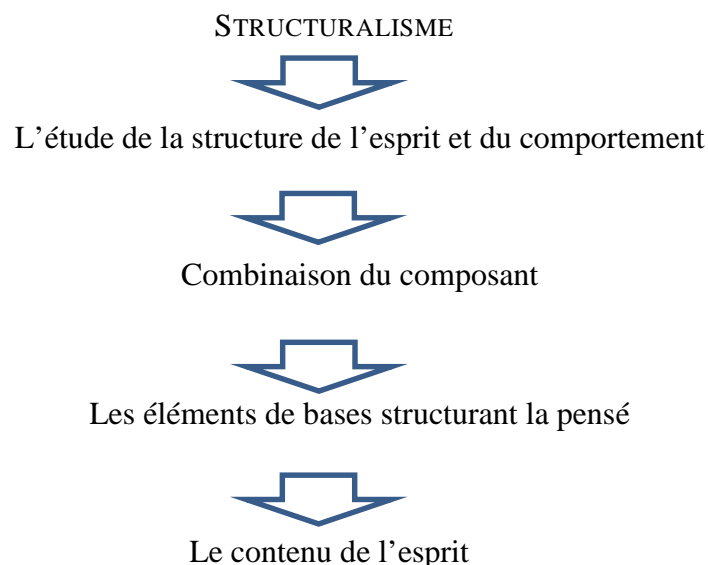 STRUCTURALISME
L’étude de la structure de l’esprit et du comportement
Combinaison du composant
Les éléments de bases structurant la pensé
Le contenu de l’esprit